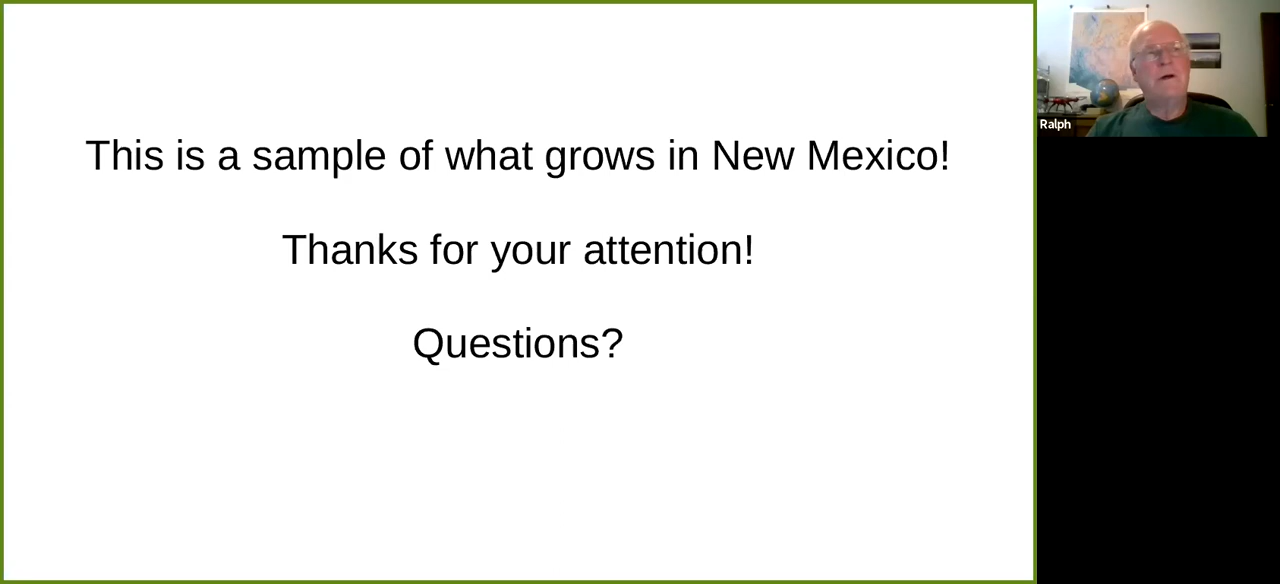 This is a sample of what grows in New Mexico!
Thanks for your attention!
Questions?
Ralph